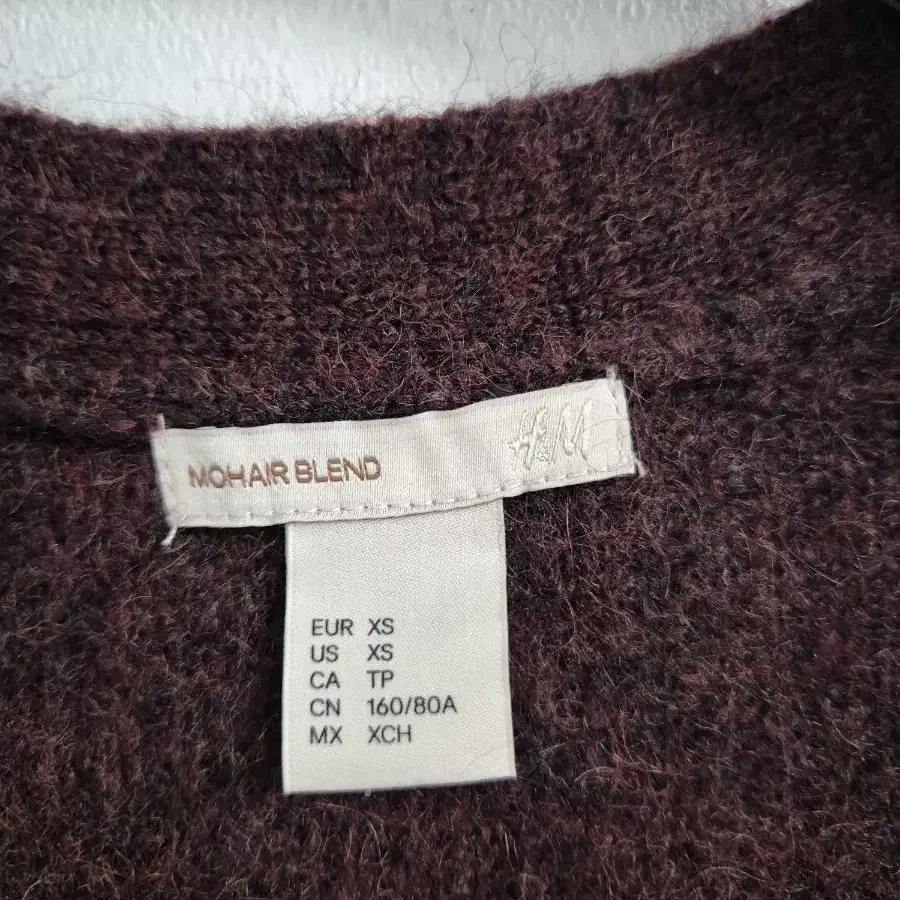 MOHAIR BLEND H&M
EUR XS
US XS
CA TP
CN 160/80A
MX XCH